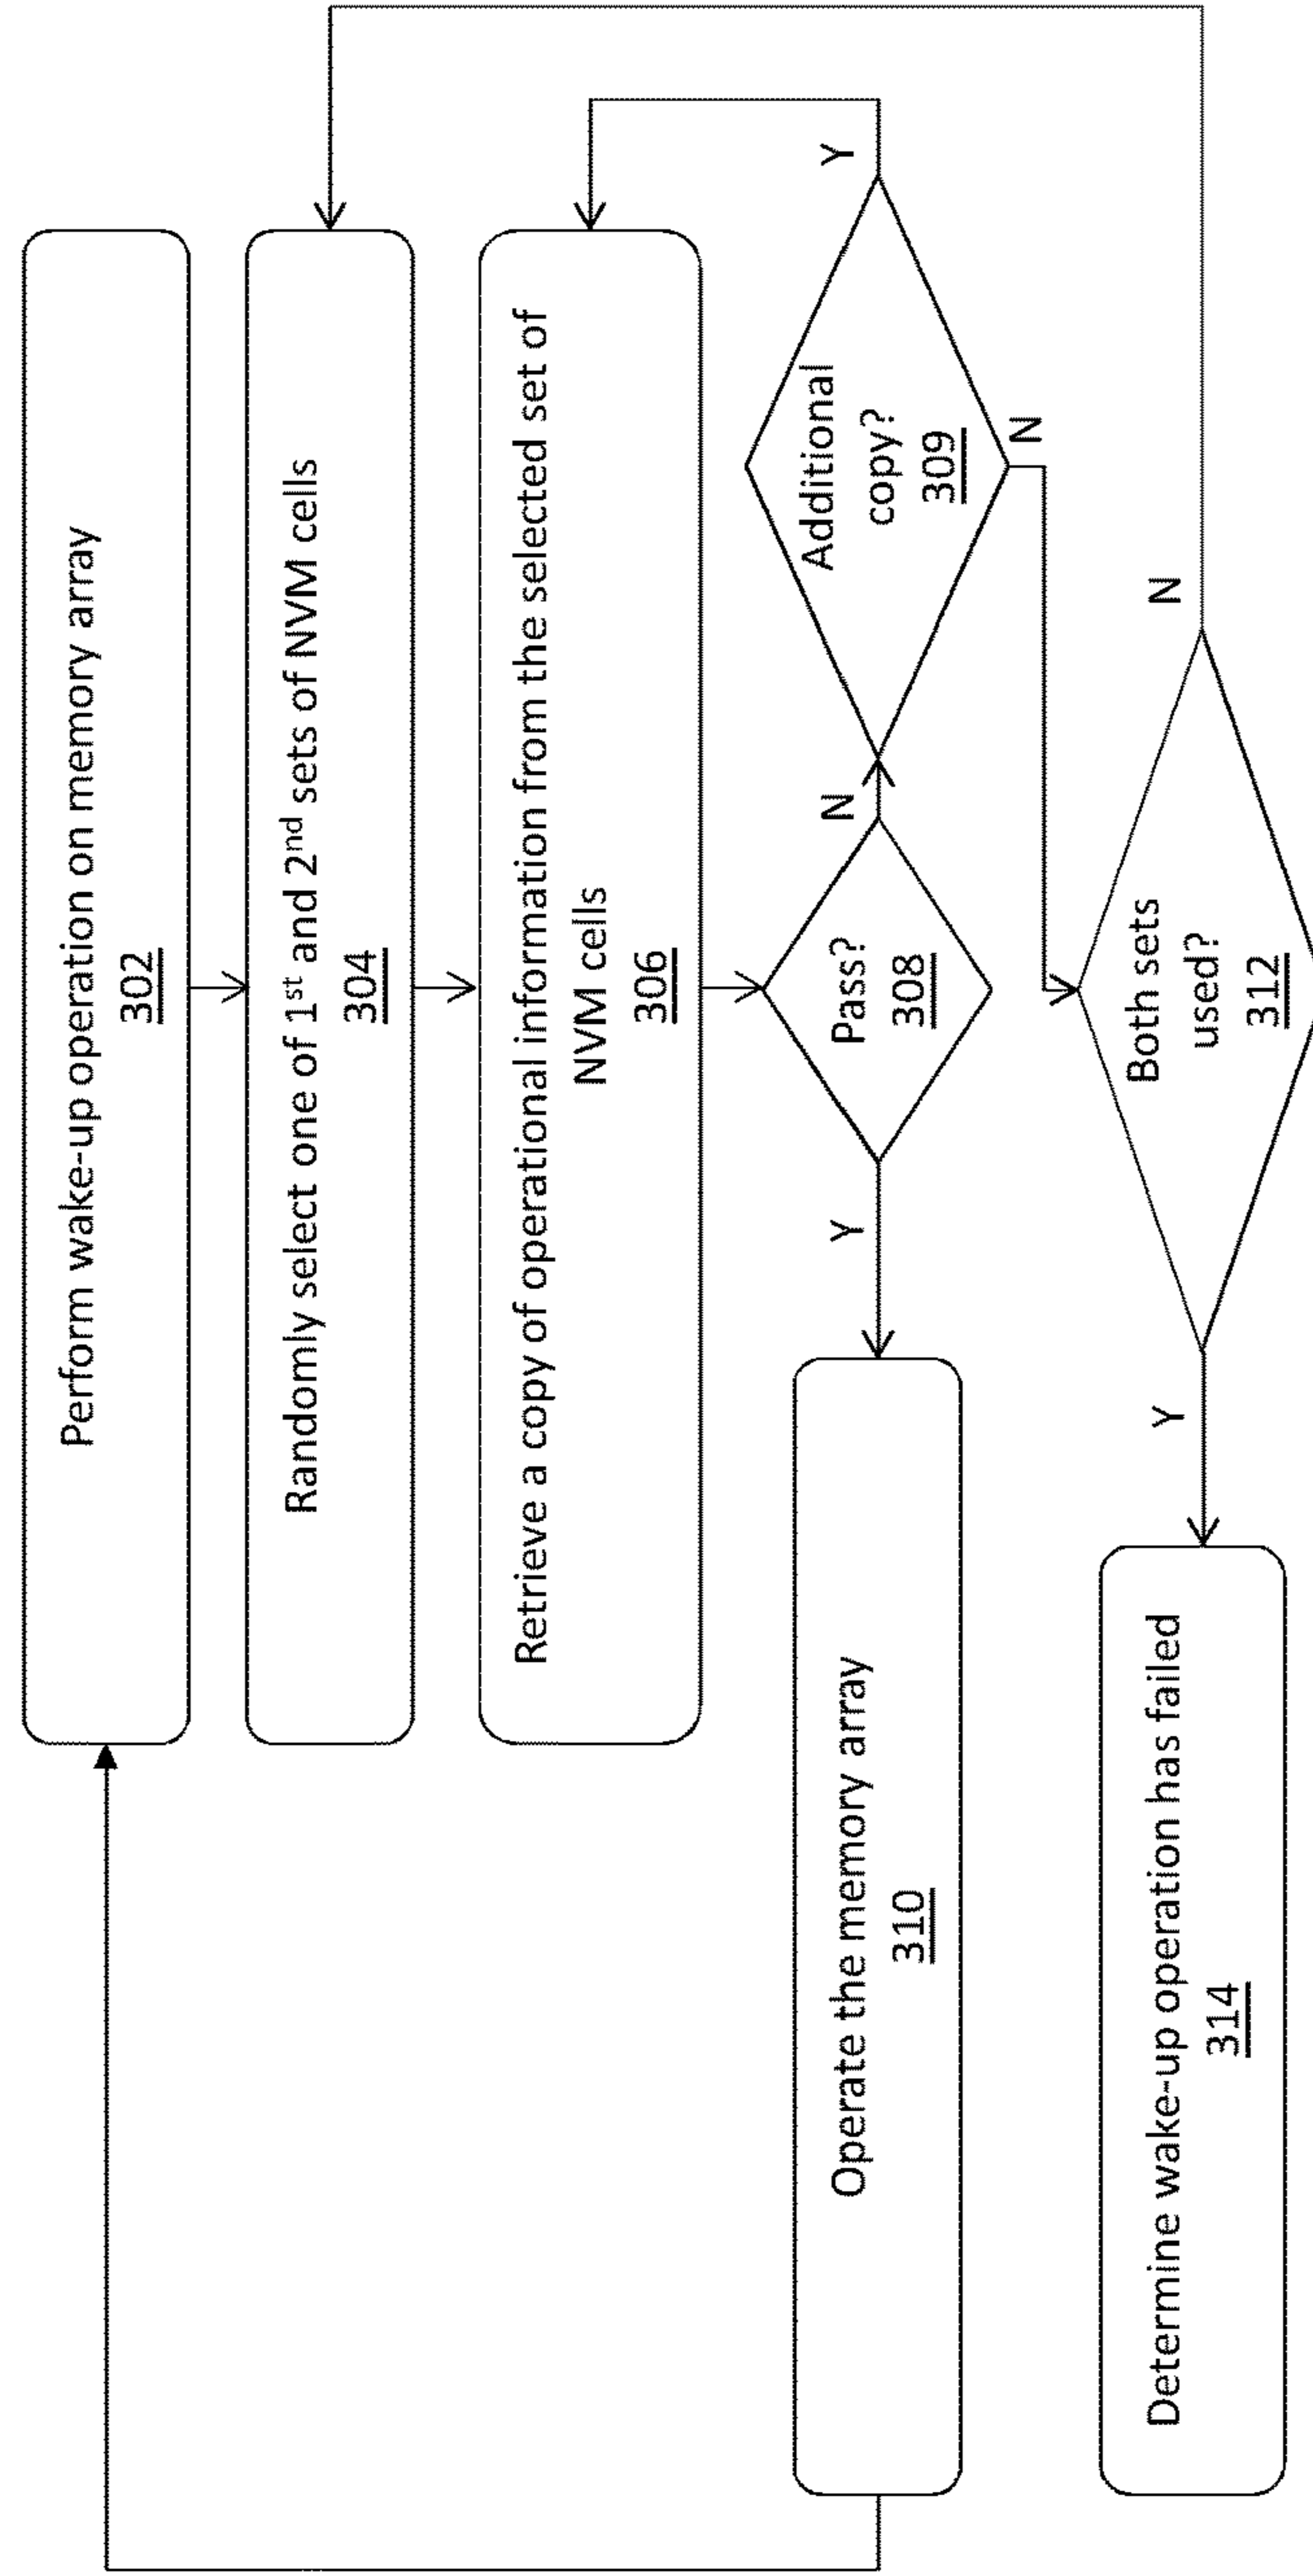 Perform wake-up operation on memory array
302
Randomly select one of 1st and 2nd sets of NVM cells
304
Retrieve a copy of operational information from the selected set of
NVM cells
306
Pass?
308
Y
N
Additional
copy?
309
Y
N
Operate the memory array
310
Both sets
used?
312
Y
N
Determine wake-up operation has failed
314